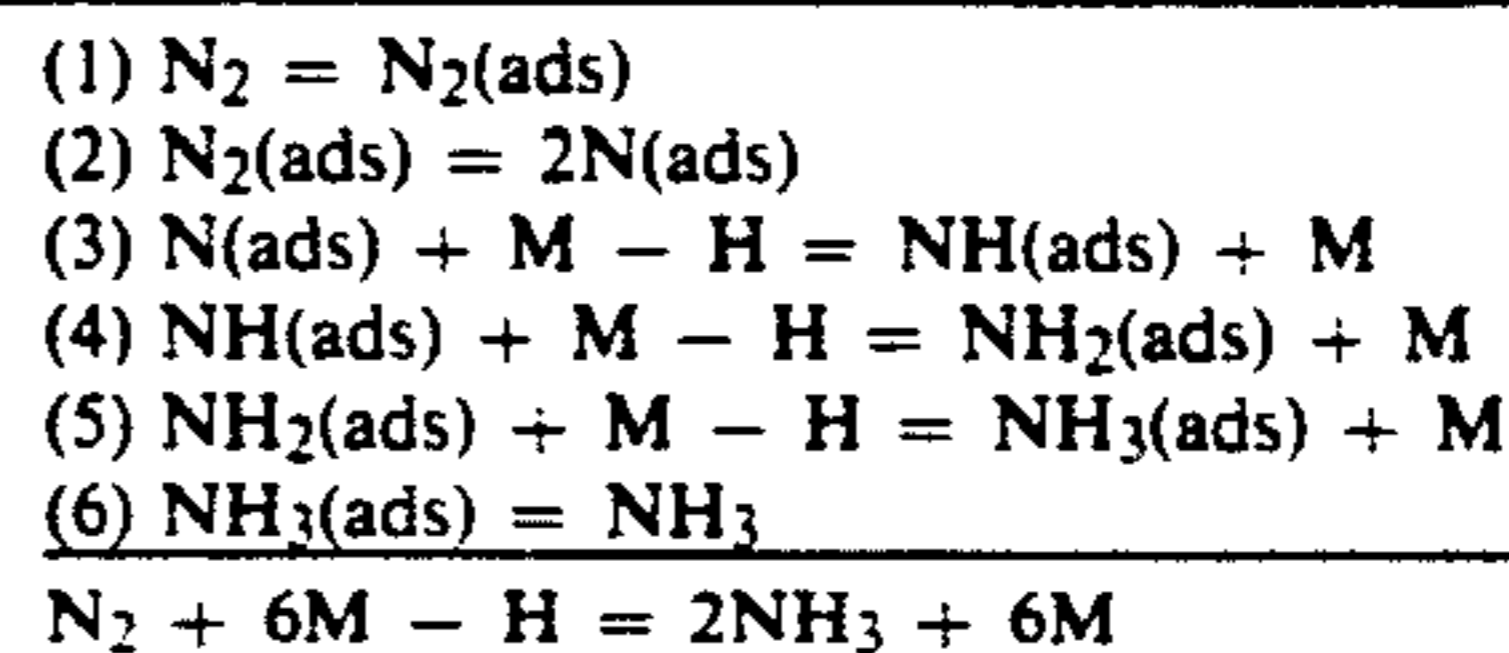 (1) N₂ = N₂(ads)
(2) N₂(ads) = 2N(ads)
(3) N(ads) + M − H = NH(ads) + M
(4) NH(ads) + M − H = NH₂(ads) + M
(5) NH₂(ads) + M − H = NH₃(ads) + M
(6) NH₃(ads) = NH₃
N₂ + 6M − H = 2NH₃ + 6M